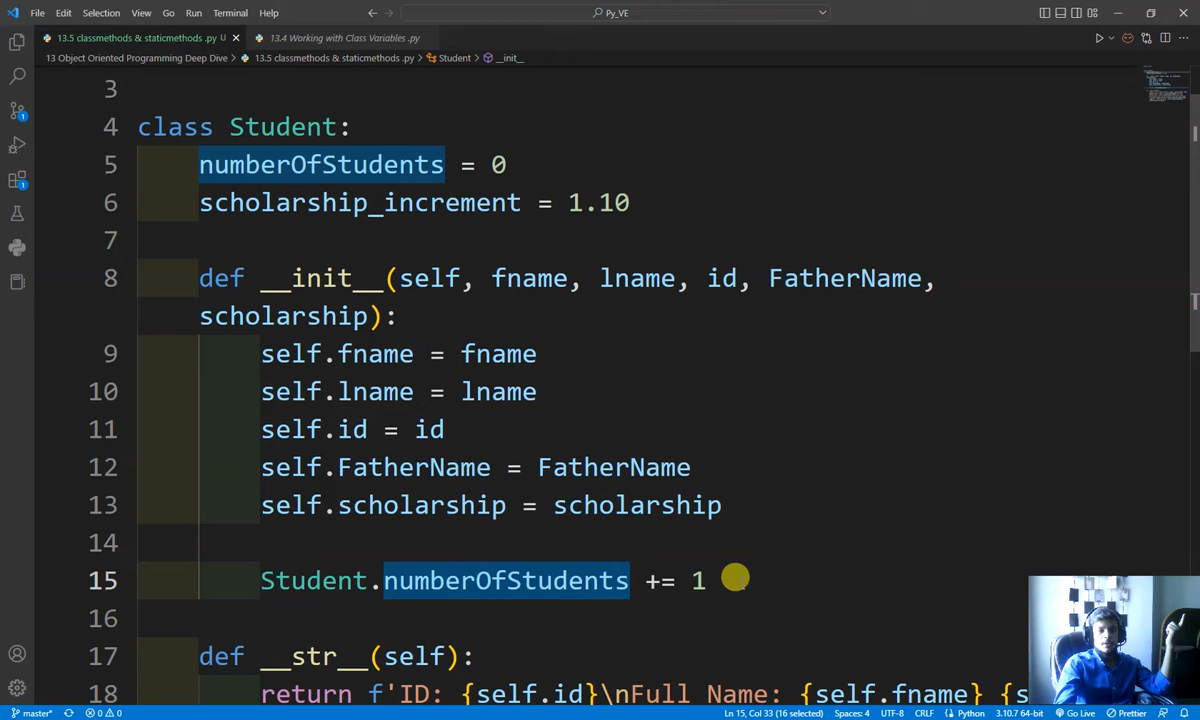 File Edit Selection View Go Run Terminal Help Py_VE
13.5 classmethods & staticmethods .py U 13.4 Working with Class Variables .py
13 Object Oriented Programming Deep Dive > 13.5 classmethods & staticmethods .py > Student > __init__
3
4 class Student:
5 numberOfStudents = 0
6 scholarship_increment = 1.10
7
8 def __init__(self, fname, lname, id, FatherName,
scholarship):
9 self.fname = fname
10 self.lname = lname
11 self.id = id
12 self.FatherName = FatherName
13 self.scholarship = scholarship
14
15 Student.numberOfStudents += 1
16
17 def __str__(self):
18 return f'ID: {self.id}\nFull Name: {self.fname} {s
master* 0 0 Ln 15, Col 33 (16 selected) Spaces: 4 UTF-8 CRLF Python 3.10.7 64-bit Go Live Prettier